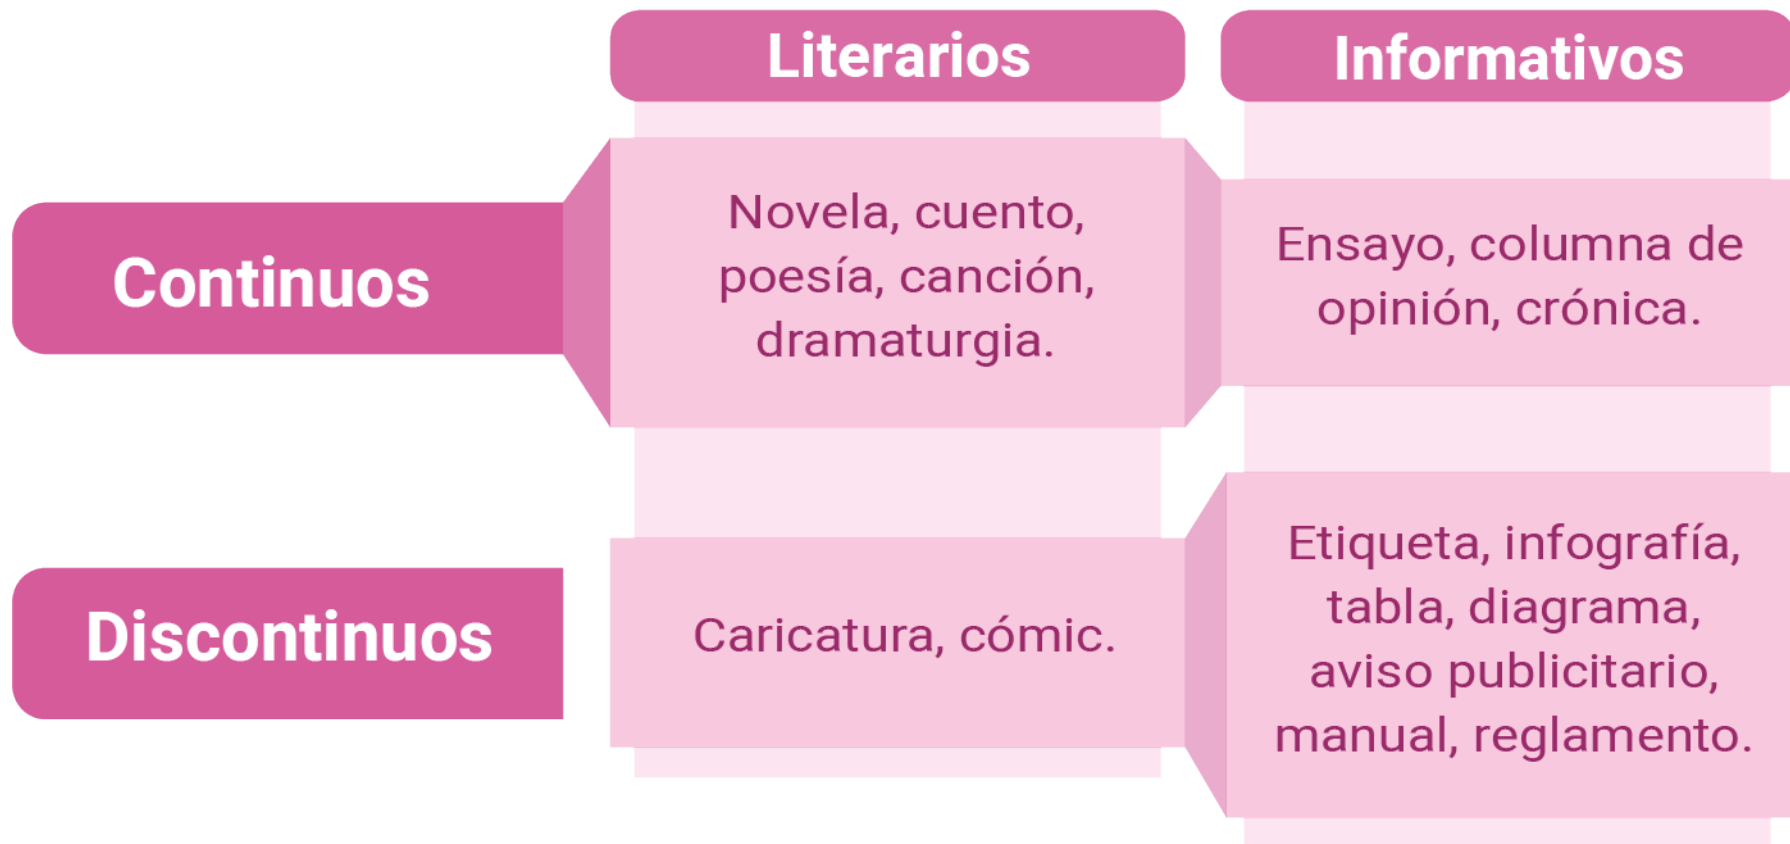 Literarios
Informativos
Continuos
Novela, cuento,
poesía, canción,
dramaturgia.
Ensayo, columna de
opinión, crónica.
Discontinuos
Caricatura, cómic.
Etiqueta, infografía,
tabla, diagrama,
aviso publicitario,
manual, reglamento.